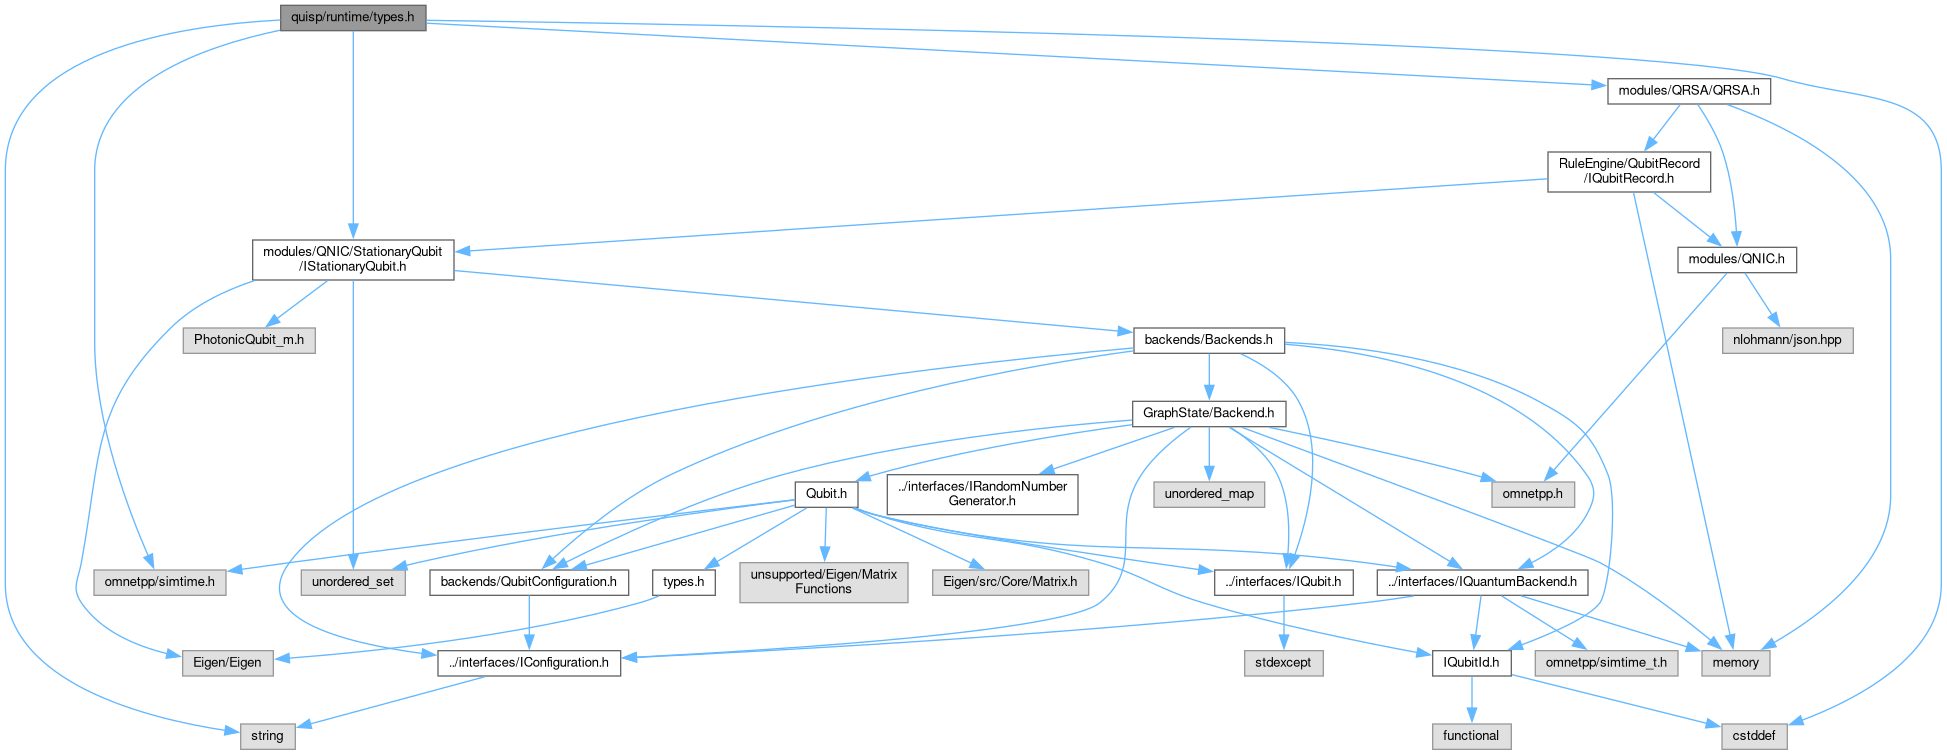 quisp/runtime/types.h
modules/QRSA/QRSA.h
RuleEngine/QubitRecord
/IQubitRecord.h
modules/QNIC/StationaryQubit
/IStationaryQubit.h
modules/QNIC.h
PhotonicQubit_m.h
backends/Backends.h
nlohmann/json.hpp
GraphState/Backend.h
Qubit.h
../interfaces/IRandomNumber
Generator.h
unordered_map
omnetpp.h
omnetpp/simtime.h
unordered_set
backends/QubitConfiguration.h
types.h
unsupported/Eigen/Matrix
Functions
Eigen/src/Core/Matrix.h
../interfaces/IQubit.h
../interfaces/IQuantumBackend.h
Eigen/Eigen
../interfaces/IConfiguration.h
stdexcept
IQubitId.h
omnetpp/simtime_t.h
memory
string
functional
cstddef